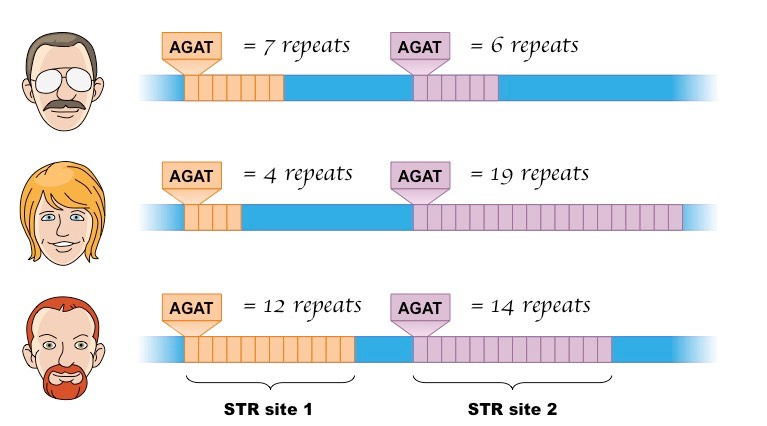 AGAT = 7 repeats AGAT = 6 repeats
AGAT = 4 repeats AGAT = 19 repeats
AGAT = 12 repeats AGAT = 14 repeats
STR site 1 STR site 2